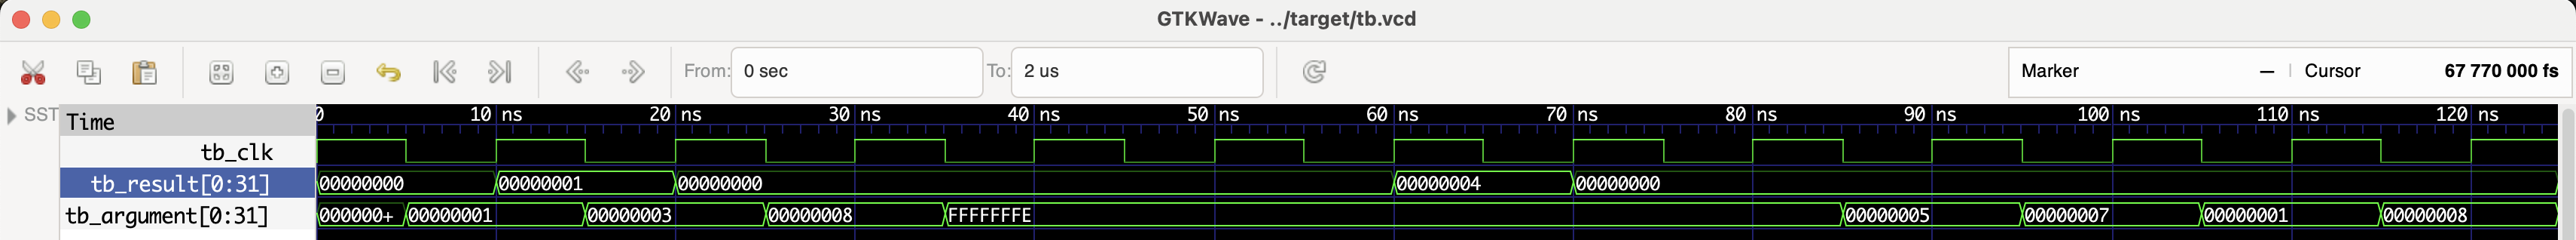 GTKWave - ../target/tb.vcd
From: 0 sec To: 2 us Marker — | Cursor 67 770 000 fs
SST
Time 0 10 ns 20 ns 30 ns 40 ns 50 ns 60 ns 70 ns 80 ns 90 ns 100 ns 110 ns 120 ns
tb_clk
tb_result[0:31] 00000000 00000001 00000000 00000004 00000000
tb_argument[0:31] 000000+ 00000001 00000003 00000008 FFFFFFFE 00000005 00000007 00000001 00000008